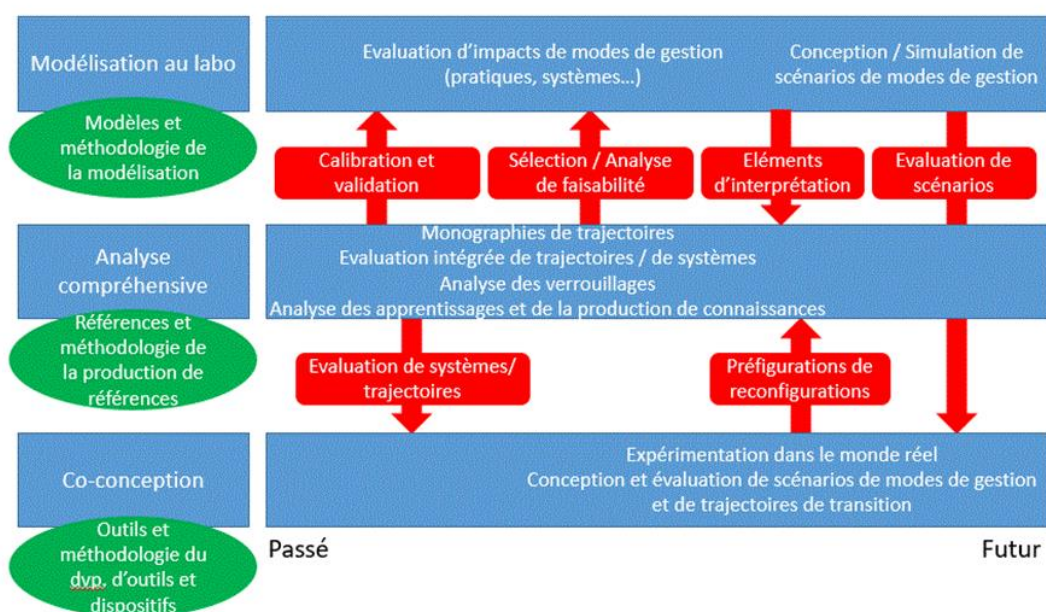 Modélisation au labo
Evaluation d'impacts de modes de gestion
(pratiques, systèmes...)
Conception / Simulation de
scénarios de modes de gestion
Modèles et
méthodologie de
la modélisation
Calibration et
validation
Sélection / Analyse
de faisabilité
Eléments
d'interprétation
Evaluation de
scénarios
Analyse
compréhensive
Monographies de trajectoires
Evaluation intégrée de trajectoires / de systèmes
Analyse des verrouillages
Analyse des apprentissages et de la production de connaissances
Références et
méthodologie de
la production de
références
Evaluation de systèmes/
trajectoires
Préfigurations de
reconfigurations
Co-conception
Expérimentation dans le monde réel
Conception et évaluation de scénarios de modes de gestion
et de trajectoires de transition
Outils et
méthodologie du
dvp. d'outils et
dispositifs
Passé
Futur